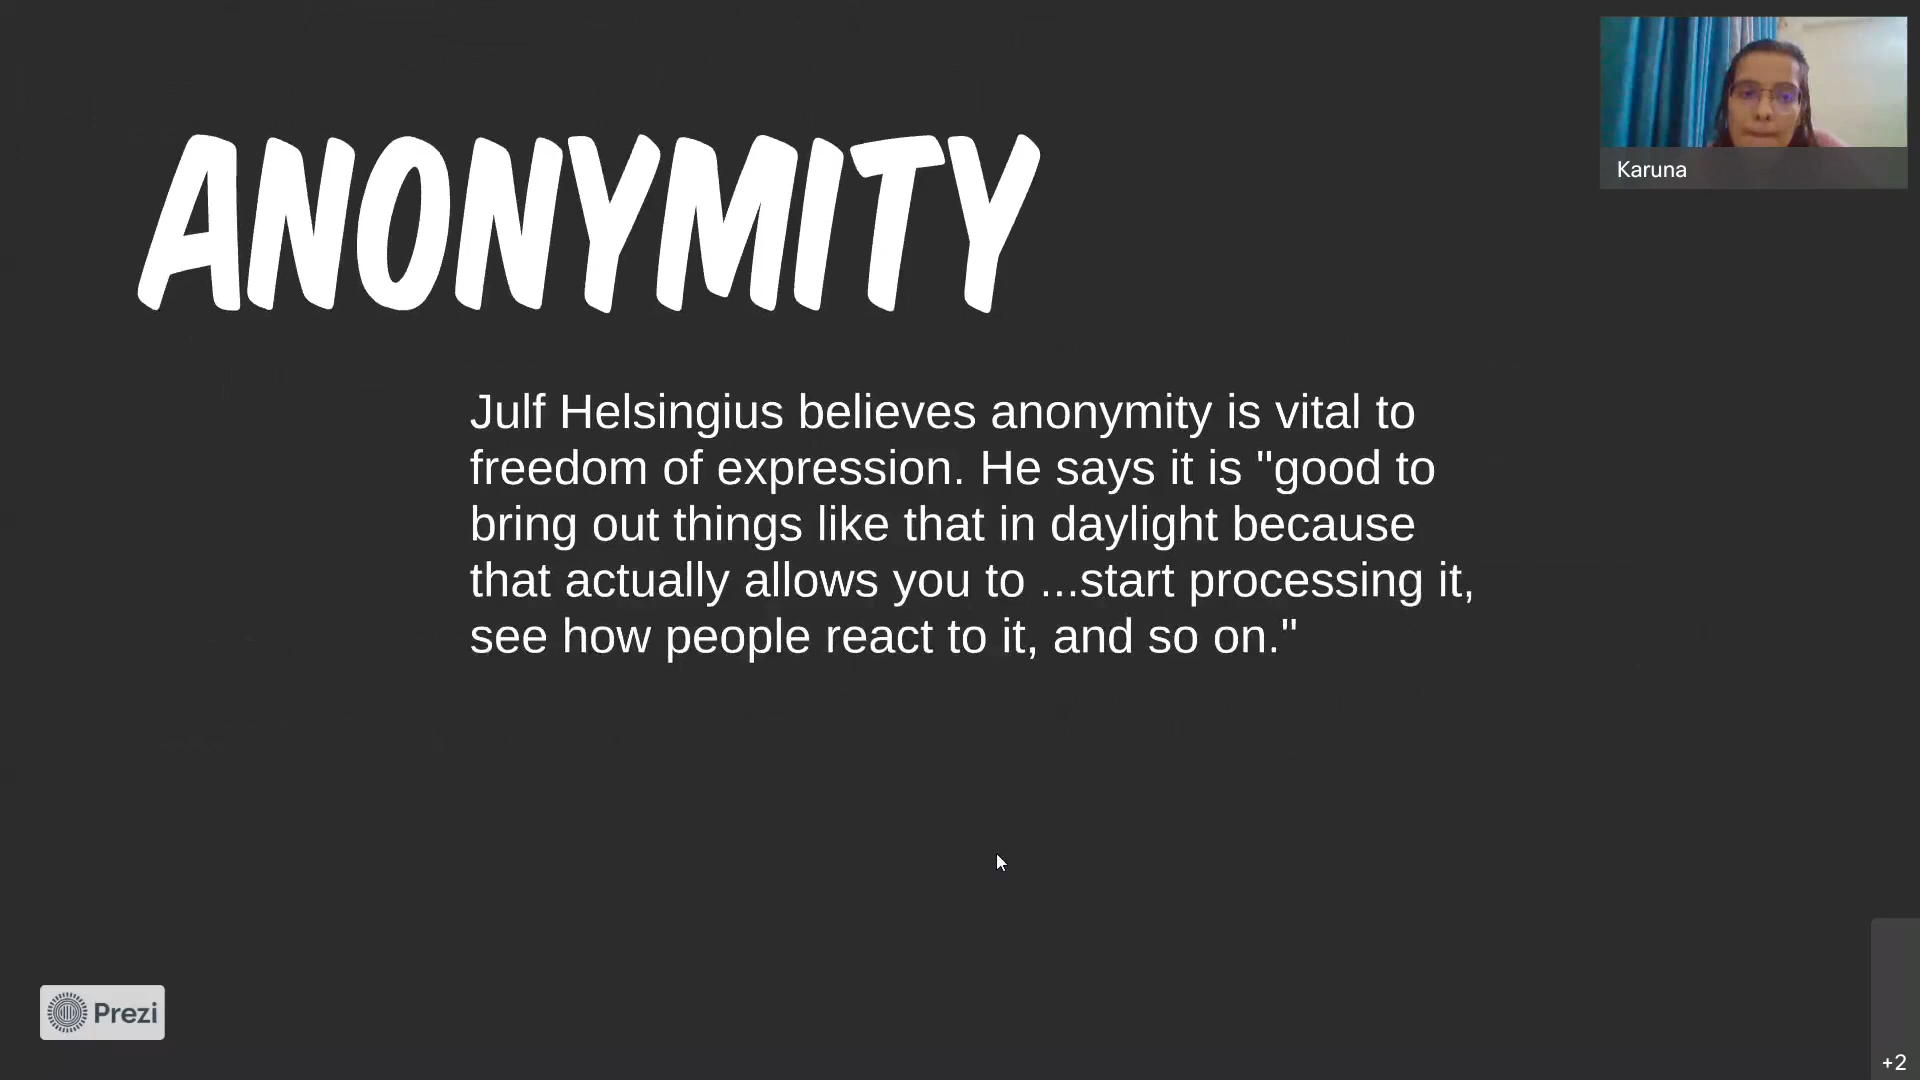 ANONYMITY
Karuna
Julf Helsingius believes anonymity is vital to
freedom of expression. He says it is "good to
bring out things like that in daylight because
that actually allows you to ...start processing it,
see how people react to it, and so on."
Prezi
+2